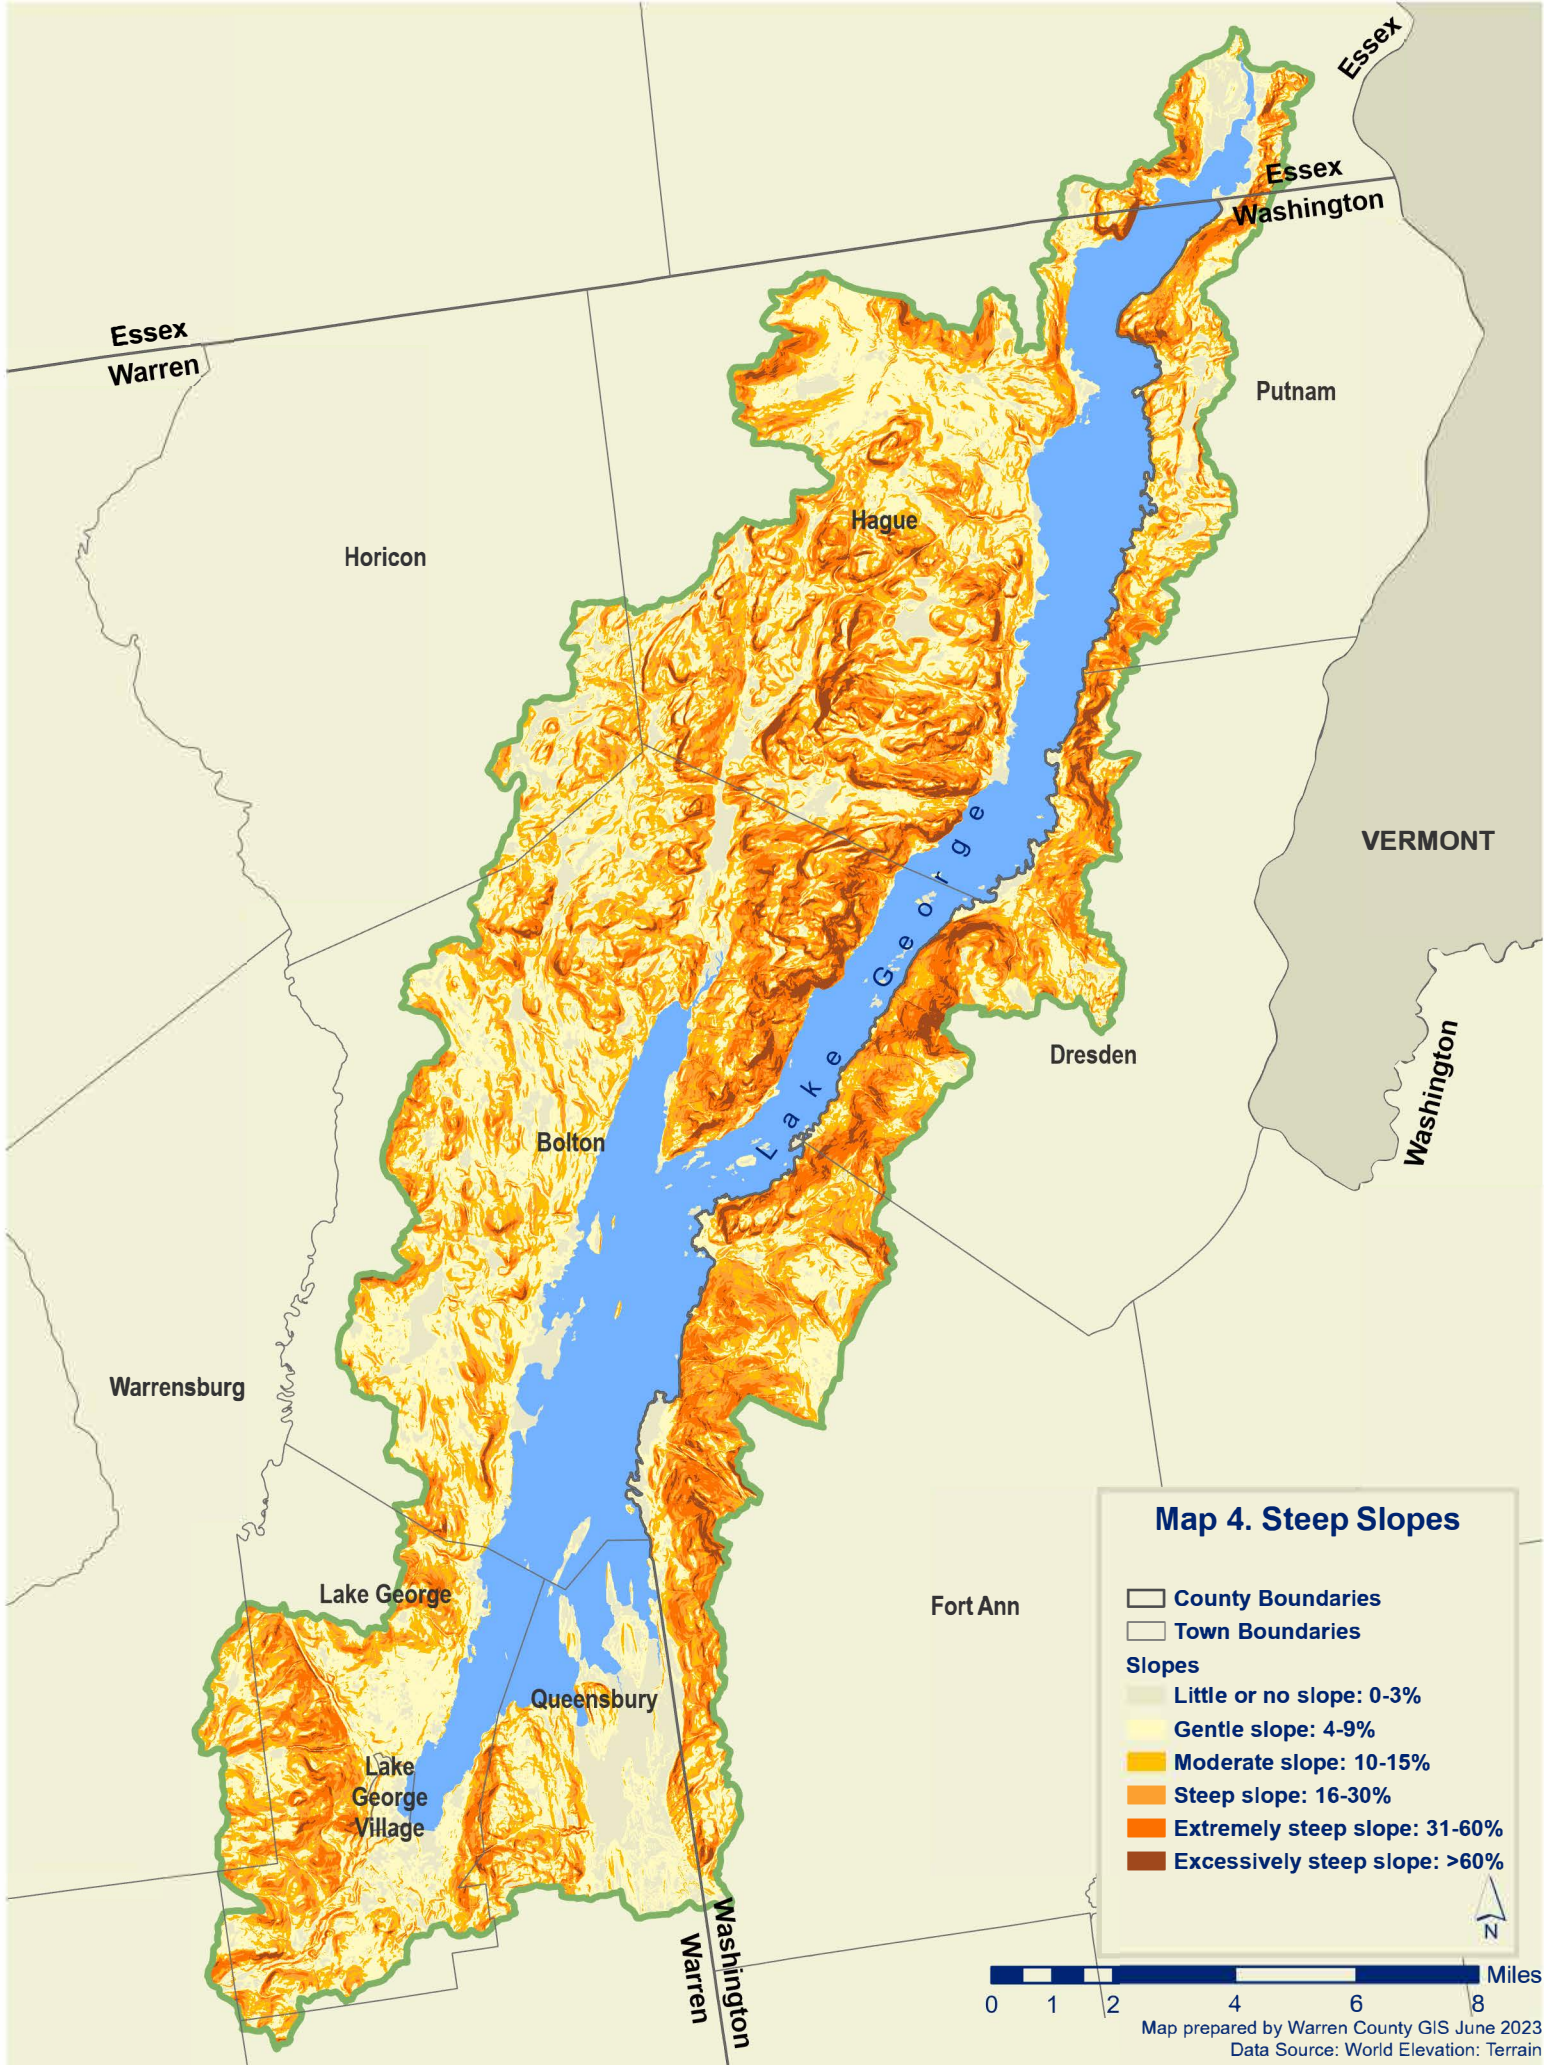 Essex
Essex
Washington
Essex
Warren
Putnam
Hague
Horicon
VERMONT
Lake George
Dresden
Washington
Bolton
Warrensburg
Map 4. Steep Slopes
County Boundaries
Town Boundaries
Slopes
Little or no slope: 0-3%
Gentle slope: 4-9%
Moderate slope: 10-15%
Steep slope: 16-30%
Extremely steep slope: 31-60%
Excessively steep slope: >60%
N
Lake George
Fort Ann
Queensbury
Lake
George
Village
Washington
Warren
Miles
0 1 2 4 6 8
Map prepared by Warren County GIS June 2023
Data Source: World Elevation: Terrain